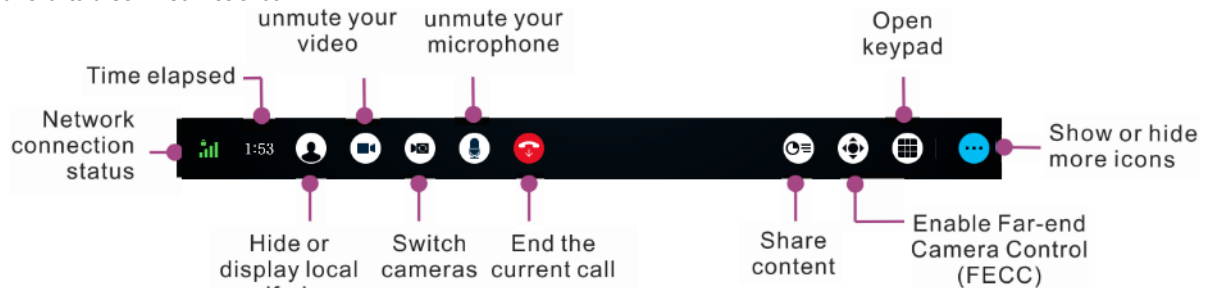 unmute your
video
unmute your
microphone
Open
keypad
Time elapsed
Network
connection
status
1:53
Show or hide
more icons
Hide or
display local
Switch
cameras
End the
current call
Share
content
Enable Far-end
Camera Control
(FECC)